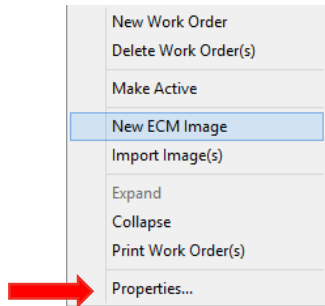 New Work Order
Delete Work Order(s)
Make Active
New ECM Image
Import Image(s)
Expand
Collapse
Print Work Order(s)
Properties...